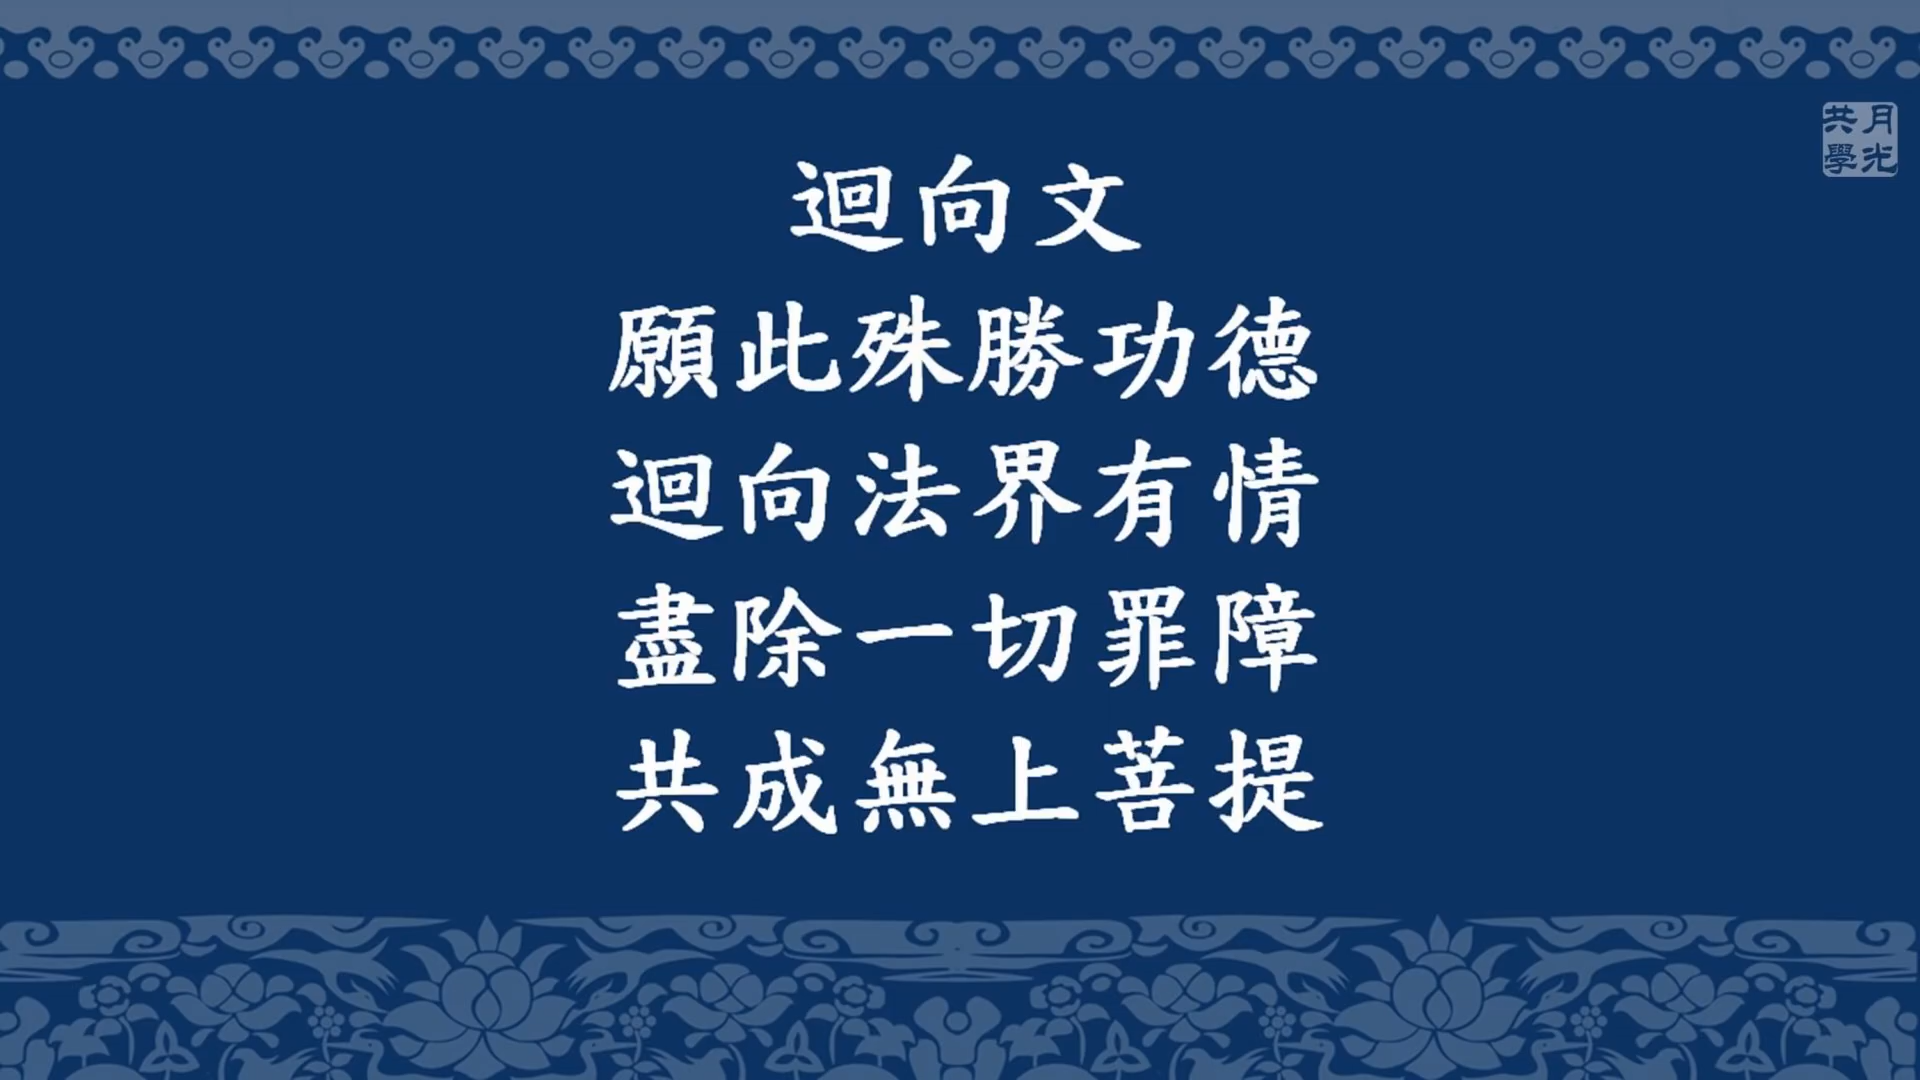 月光
共學
迴向文
願此殊勝功德
迴向法界有情
盡除一切罪障
共成無上菩提